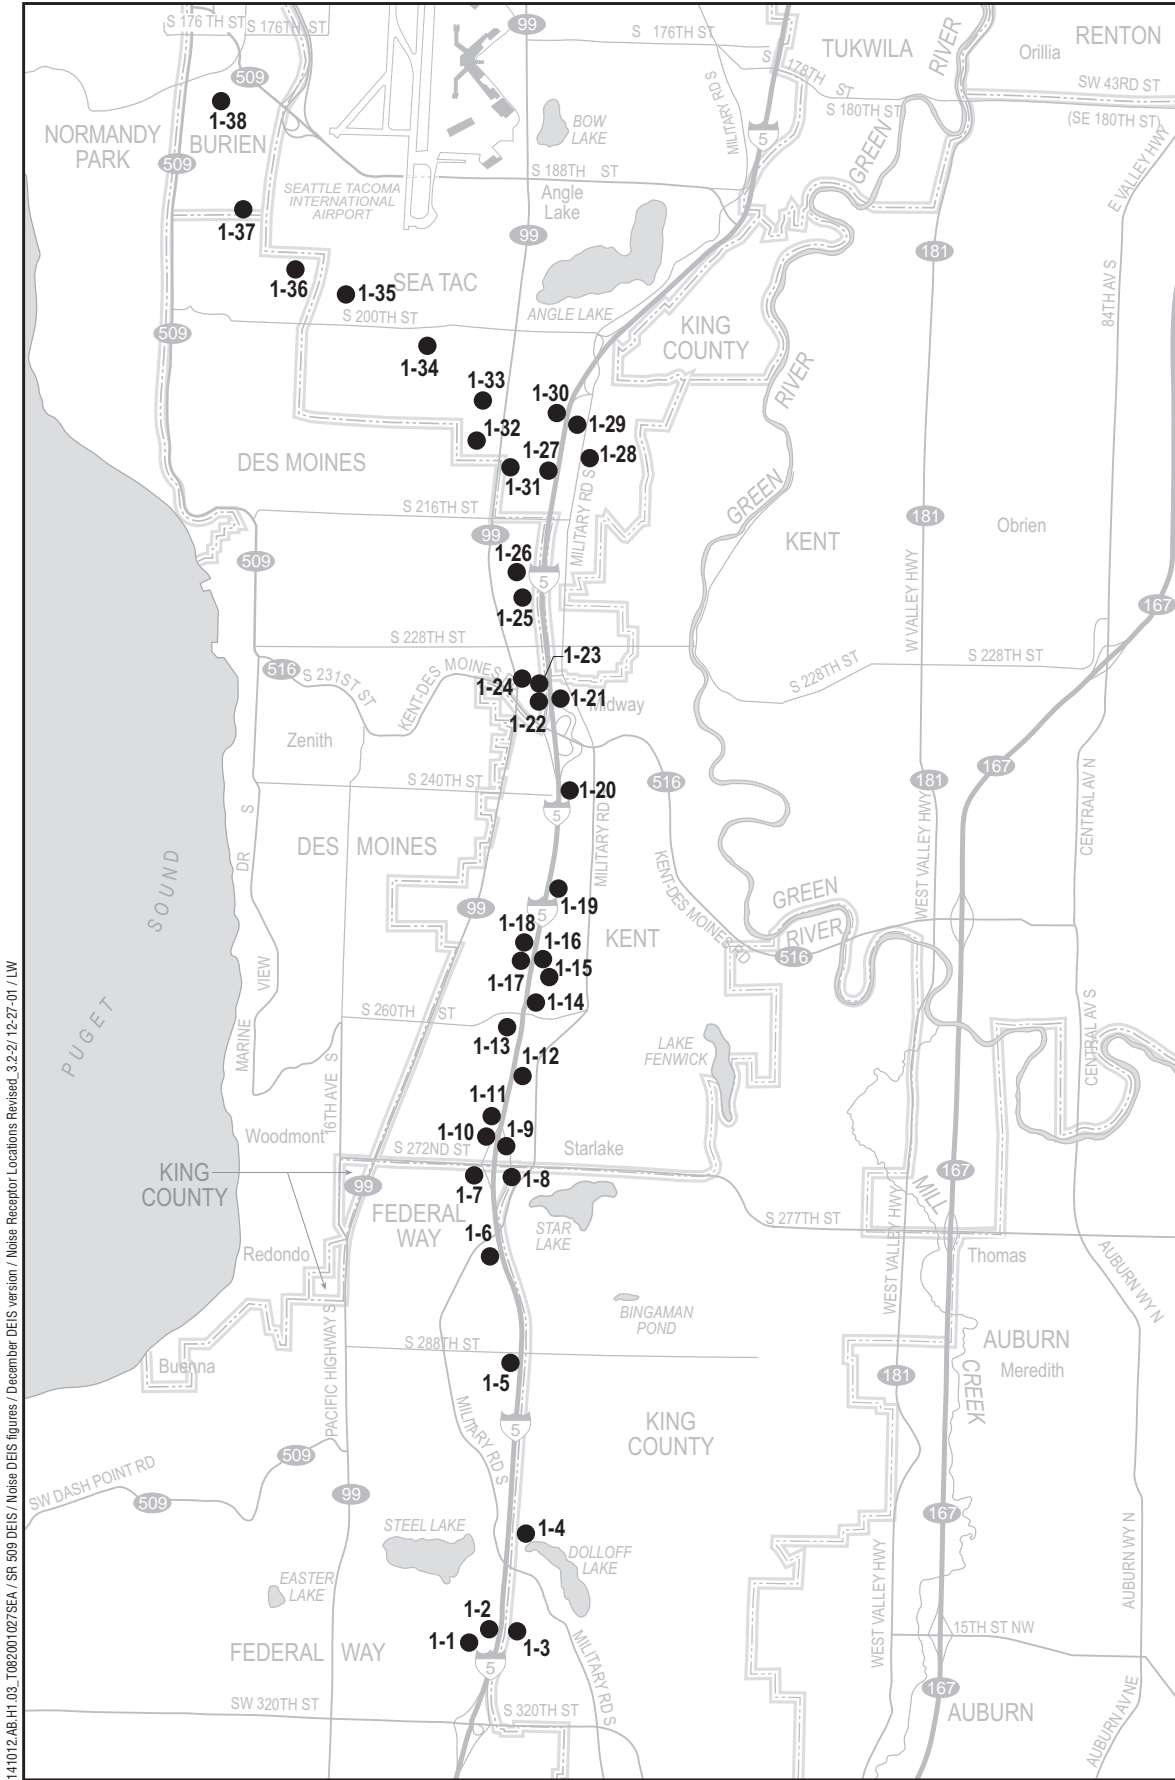 S 176 TH ST
S 176TH ST
99
S 176TH ST
TUKWILA
RIVER
Orillia
RENTON
S 178TH ST
SW 43RD ST
(SE 180TH ST)
S 180TH ST
509
1-38
BURIEN
NORMANDY
PARK
509
BOW
LAKE
MILITARY RD S
5
GREEN
E VALLEY HWY
S 188TH ST
SEATTLE TACOMA
INTERNATIONAL
AIRPORT
Angle
Lake
1-37
99
181
1-36
1-35
SEA TAC
S 200TH ST
ANGLE LAKE
84TH AV S
509
KING
COUNTY
1-34
RIVER
1-33
1-30
1-29
1-32
1-27
1-28
1-31
DES MOINES
MILITARY RD S
GREEN
S 216TH ST
99
KENT
181
Obrien
509
1-26
5
1-25
W VALLEY HWY
167
S 228TH ST
1-23
S 228TH ST
S 228TH ST
516
S 231ST ST
KENT-DES MOINES
1-24
1-21
1-22
Midway
Zenith
167
S 240TH ST
516
181
1-20
5
MILITARY RD
CENTRAL AV N
S
DR
VIEW
MARINE
DES MOINES
WEST VALLEY HWY
KENT-DES MOINES RD
GREEN
RIVER
1-19
99
5
1-18
1-16
KENT
516
1-17
1-15
1-14
SOUND
PUGET
S 260TH ST
1-13
CENTRAL AV S
LAKE
FENWICK
1-12
16TH AVE S
1-11
Woodmont
1-10
1-9
S 272ND ST
Starlake
KING
COUNTY
99
1-7
1-8
167
MILL
FEDERAL
WAY
STAR
LAKE
S 277TH ST
WEST VALLEY HWY
1-6
Redondo
Thomas
AUBURN WY N
BINGAMAN
POND
PACIFIC HIGHWAY S
S 288TH ST
AUBURN
Meredith
CREEK
Buenna
1-5
181
MILITARY RD S
5
KING
COUNTY
509
SW DASH POINT RD
509
99
167
STEEL LAKE
1-4
DOLLOFF
LAKE
EASTER
LAKE
WEST VALLEY HWY
AUBURN WY N
1-2
1-1
1-3
15TH ST NW
FEDERAL WAY
5
MILITARY RD S
167
SW 320TH ST
S 320TH ST
AUBURN
AUBURN AV NE
141012.AB.H1.03_T082001027SEA / SR 509 DEIS / Noise DEIS figures / December DEIS version / Noise Receptor Locations Revised_3.2-2/ 12-27-01 / LW